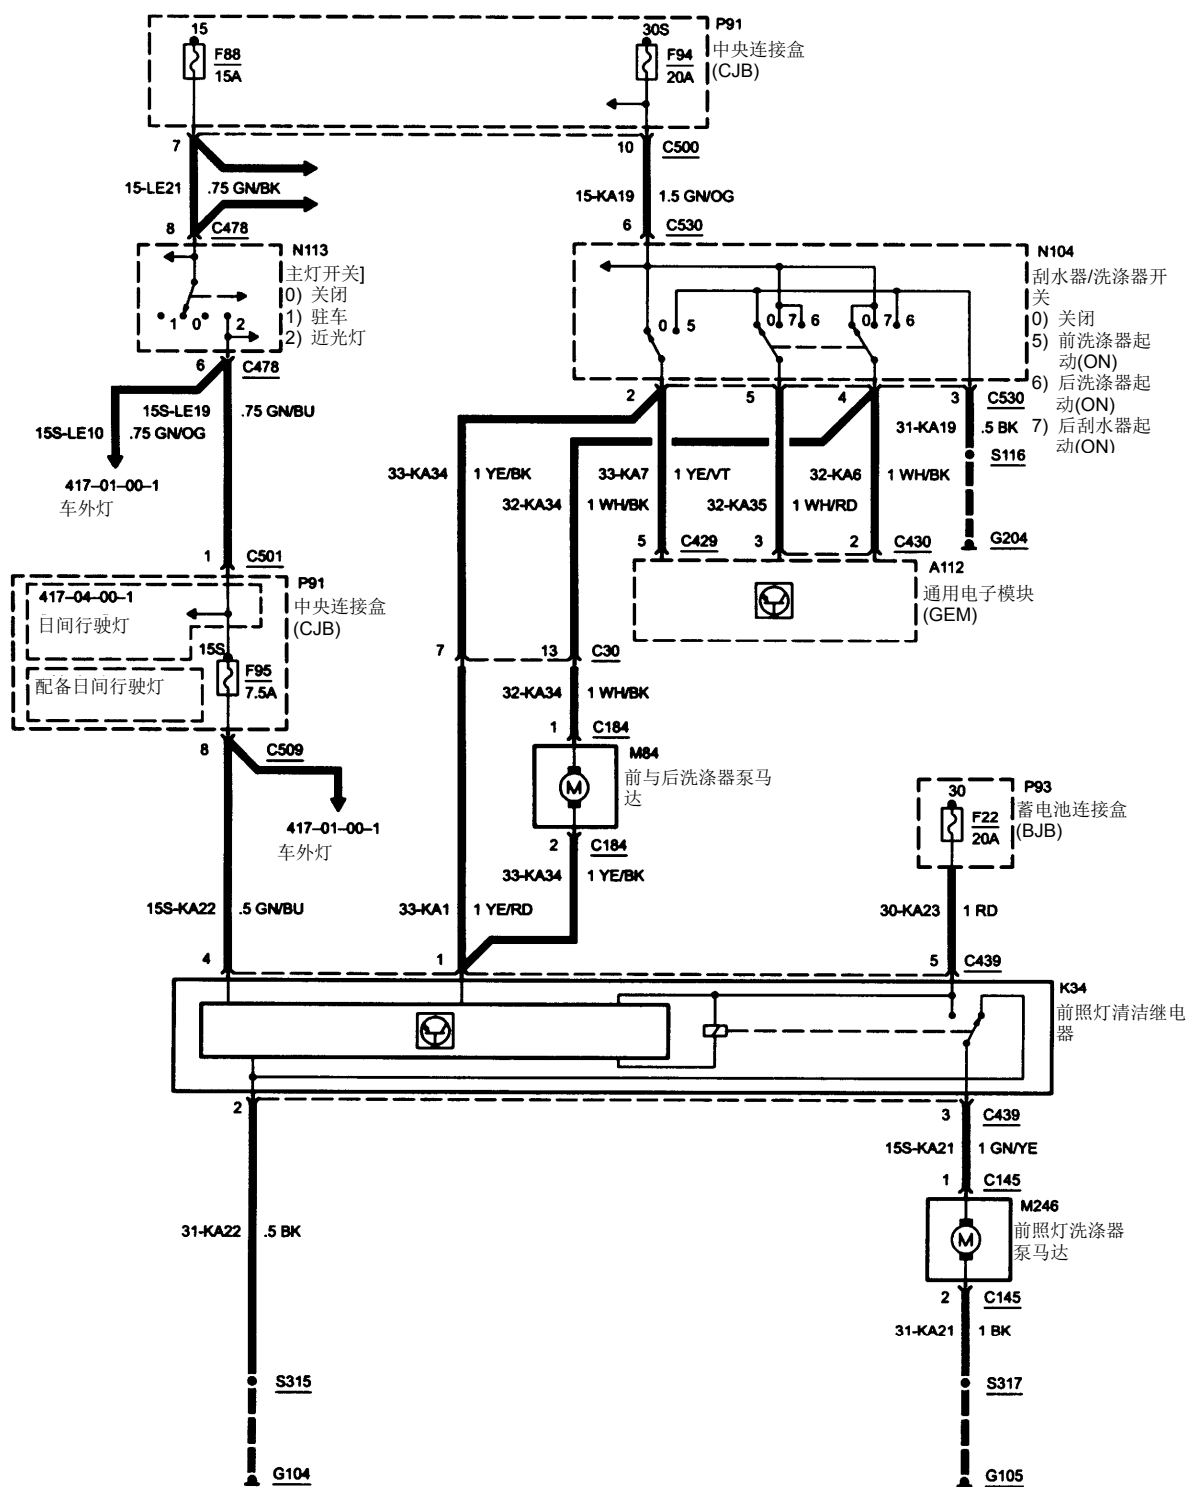 15
30S
P91
F88
15A
F94
20A
中央连接盒
(CJB)
7
10
C500
15-LE21
.75 GN/BK
15-KA19
1.5 GN/OG
8
C478
6
C530
N113
主灯开关]
0) 关闭
1) 驻车
2) 近光灯
1
0
2
N104
刮水器/洗涤器开
关
0) 关闭
5) 前洗涤器起
动(ON)
6) 后洗涤器起
动(ON)
7) 后刮水器起
动(ON)
0
5
0
7
6
0
7
6
6
C478
2
5
4
3
C530
15S-LE19
.75 GN/BU
15S-LE10
.75 GN/OG
31-KA19
.5 BK
S116
417-01-00-1
车外灯
33-KA34
1 YE/BK
33-KA7
1 YE/VT
32-KA6
1 WH/BK
32-KA34
1 WH/BK
32-KA35
1 WH/RD
G204
1
C501
5
C429
3
2
C430
P91
中央连接盒
(CJB)
417-04-00-1
日间行驶灯
A112
通用电子模块
(GEM)
15S
F95
7.5A
配备日间行驶灯
7
13
C30
32-KA34
1 WH/BK
1
C184
8
C509
M84
前与后洗涤器泵马
达
M
417-01-00-1
车外灯
2
C184
33-KA34
1 YE/BK
30
P93
蓄电池连接盒
(BJB)
F22
20A
15S-KA22
.5 GN/BU
33-KA1
1 YE/RD
30-KA23
1 RD
4
1
5
C439
K34
前照灯清洁继电
器
2
3
C439
15S-KA21
1 GN/YE
1
C145
M246
前照灯洗涤器
泵马达
M
31-KA22
.5 BK
2
C145
31-KA21
1 BK
S315
S317
G104
G105